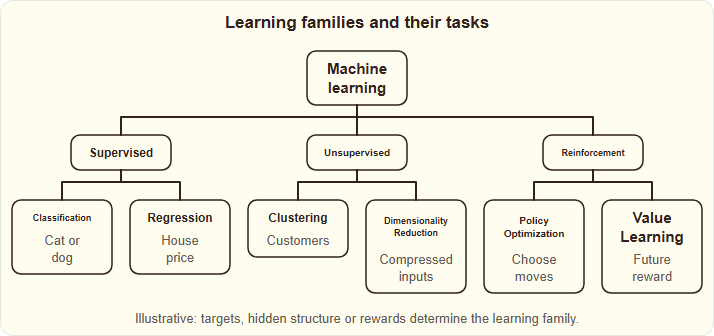 Learning families and their tasks
Machine
learning
Supervised
Unsupervised
Reinforcement
Classification
Cat or
dog
Regression
House
price
Clustering
Customers
Dimensionality
Reduction
Compressed
inputs
Policy
Optimization
Choose
moves
Value
Learning
Future
reward
Illustrative: targets, hidden structure or rewards determine the learning family.